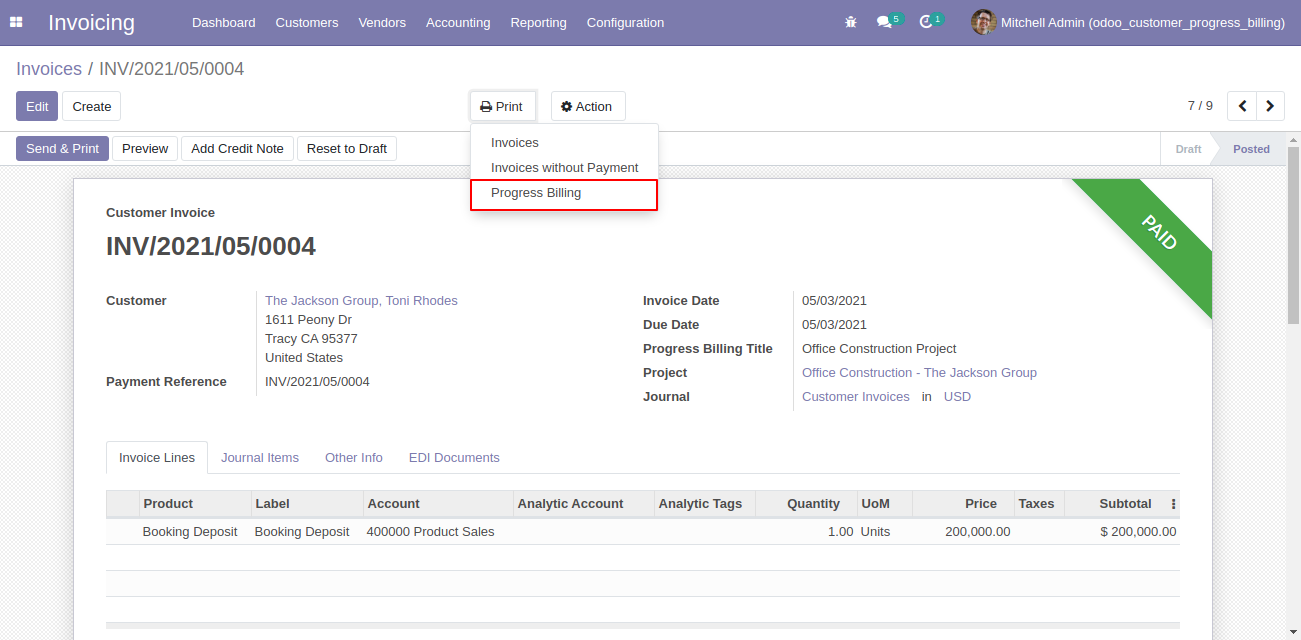 Invoicing Dashboard Customers Vendors Accounting Reporting Configuration 5 1 Mitchell Admin (odoo_customer_progress_billing)
Invoices / INV/2021/05/0004
Edit Create Print Action 7 / 9
Send & Print Preview Add Credit Note Reset to Draft Draft Posted
Invoices
Invoices without Payment
Progress Billing
PAID
Customer Invoice
INV/2021/05/0004
Customer The Jackson Group, Toni Rhodes Invoice Date 05/03/2021
1611 Peony Dr
Tracy CA 95377 Due Date 05/03/2021
United States Progress Billing Title Office Construction Project
Payment Reference INV/2021/05/0004 Project Office Construction - The Jackson Group
Journal Customer Invoices in USD
Invoice Lines Journal Items Other Info EDI Documents
Product Label Account Analytic Account Analytic Tags Quantity UoM Price Taxes Subtotal
Booking Deposit Booking Deposit 400000 Product Sales 1.00 Units 200,000.00 $ 200,000.00